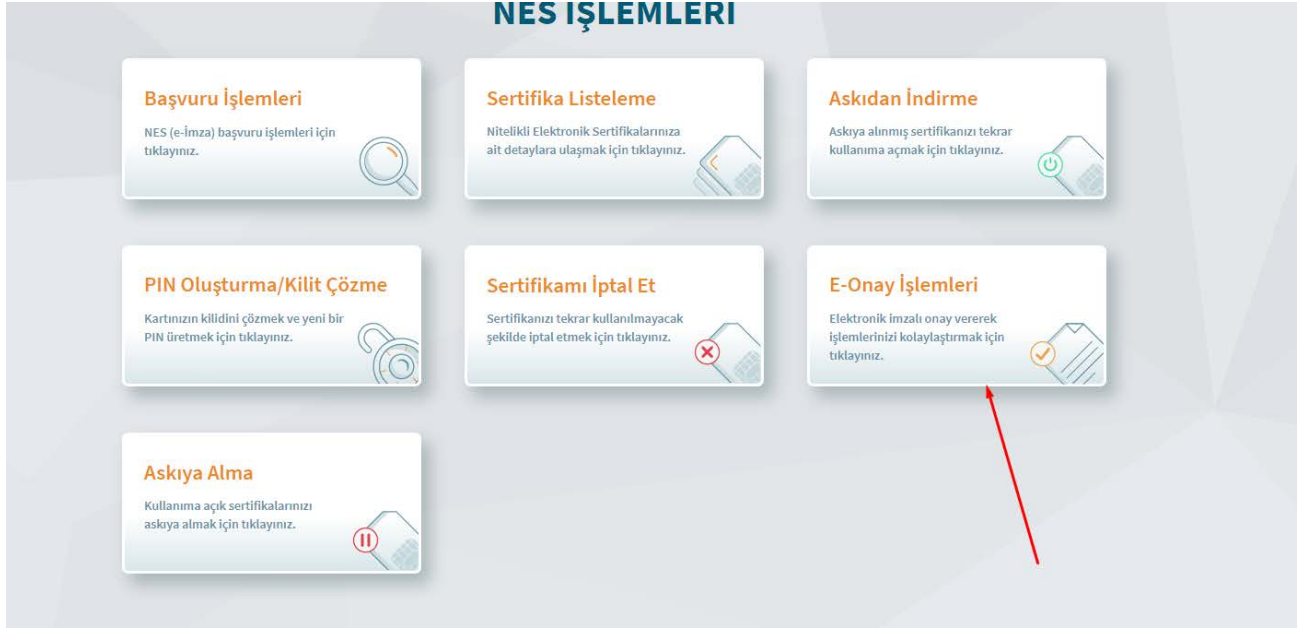 NES İŞLEMLERİ
Başvuru İşlemleri
NES (e-İmza) başvuru işlemleri için
tıklayınız.
Sertifika Listeleme
Nitelikli Elektronik Sertifikalarınıza
ait detaylara ulaşmak için tıklayınız.
Askıdan İndirme
Askıya alınmış sertifikanızı tekrar
kullanıma açmak için tıklayınız.
PIN Oluşturma/Kilit Çözme
Kartınızın kilidini çözmek ve yeni bir
PIN üretmek için tıklayınız.
Sertifikamı İptal Et
Sertifikanızı tekrar kullanılmayacak
şekilde iptal etmek için tıklayınız.
E-Onay İşlemleri
Elektronik imzalı onay vererek
işlemlerinizi kolaylaştırmak için
tıklayınız.
Askıya Alma
Kullanıma açık sertifikalarınızı
askıya almak için tıklayınız.